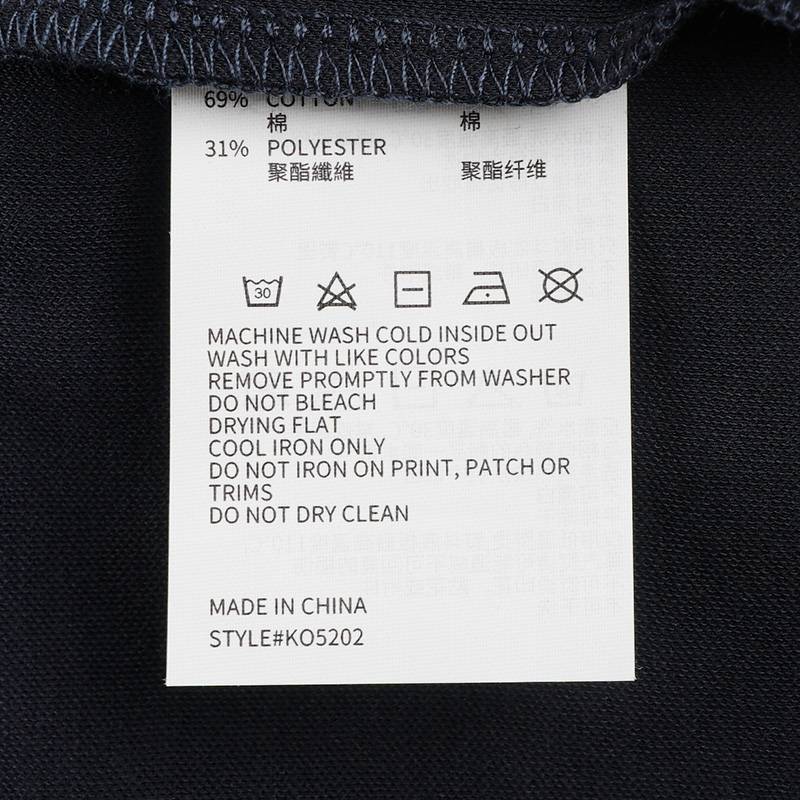 69% COTTON
棉 棉
31% POLYESTER
聚酯纖維 聚酯纤维
30
MACHINE WASH COLD INSIDE OUT
WASH WITH LIKE COLORS
REMOVE PROMPTLY FROM WASHER
DO NOT BLEACH
DRYING FLAT
COOL IRON ONLY
DO NOT IRON ON PRINT, PATCH OR
TRIMS
DO NOT DRY CLEAN
MADE IN CHINA
STYLE#KO5202